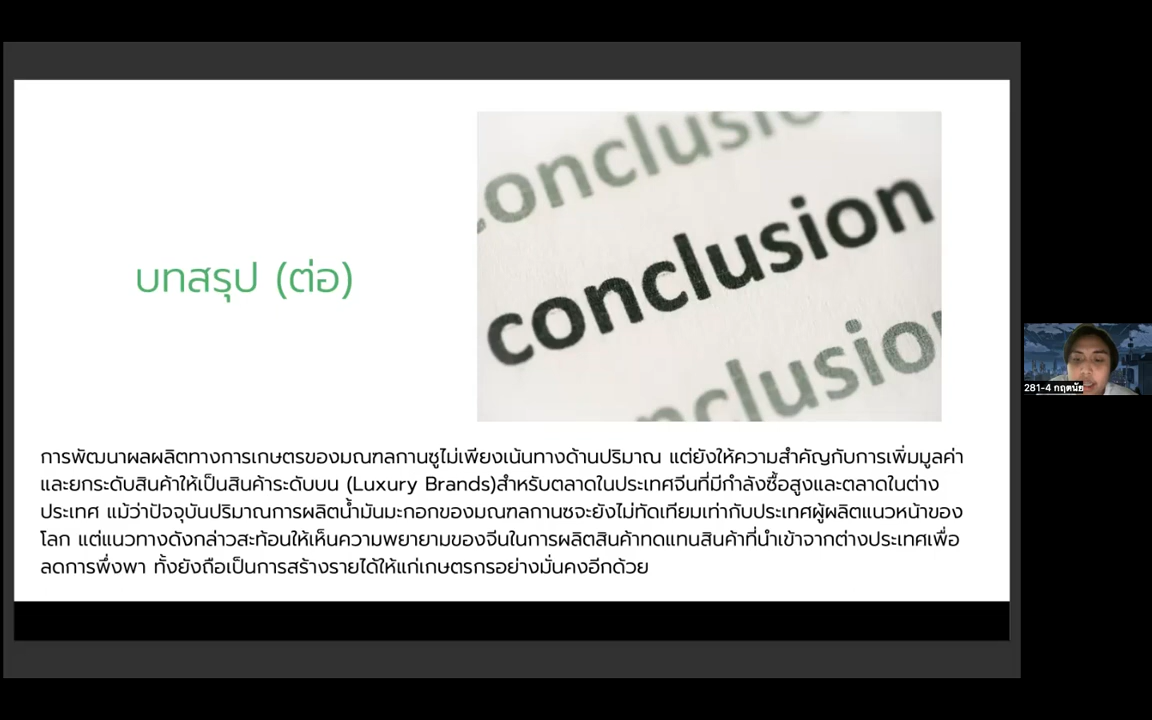 onclusio
conclusion
nclusio
บทสรุป (ต่อ)
การพัฒนาผลผลิตทางการเกษตรของมณฑลกานซูไม่เพียงเน้นทางด้านปริมาณ แต่ยังให้ความสำคัญกับการเพิ่มมูลค่า
และยกระดับสินค้าให้เป็นสินค้าระดับบน (Luxury Brands)สำหรับตลาดในประเทศจีนที่มีกำลังซื้อสูงและตลาดในต่าง
ประเทศ แม้ว่าปัจจุบันปริมาณการผลิตน้ำมันมะกอกของมณฑลกานซจะยังไม่ทัดเทียมเท่ากับประเทศผู้ผลิตแนวหน้าของ
โลก แต่แนวทางดังกล่าวสะท้อนให้เห็นความพยายามของจีนในการผลิตสินค้าทดแทนสินค้าที่นำเข้าจากต่างประเทศเพื่อ
ลดการพึ่งพา ทั้งยังถือเป็นการสร้างรายได้ให้แก่เกษตรกรอย่างมั่นคงอีกด้วย
281-4 กฤตนัย